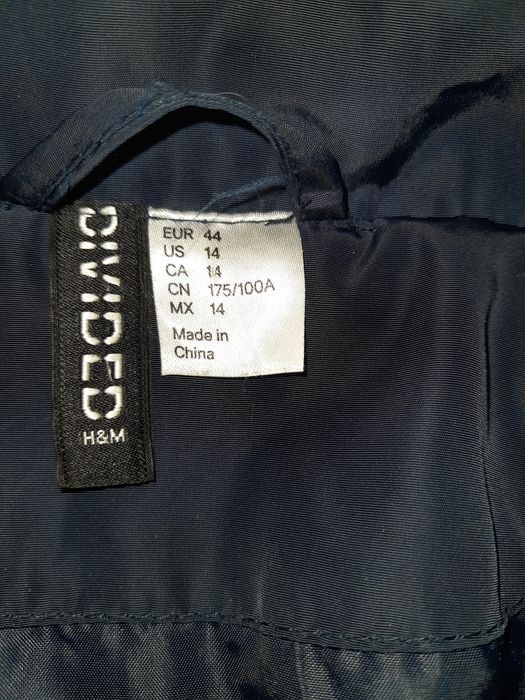 DIVIDED
H&M
EUR 44
US 14
CA 14
CN 175/100A
MX 14
Made in
China